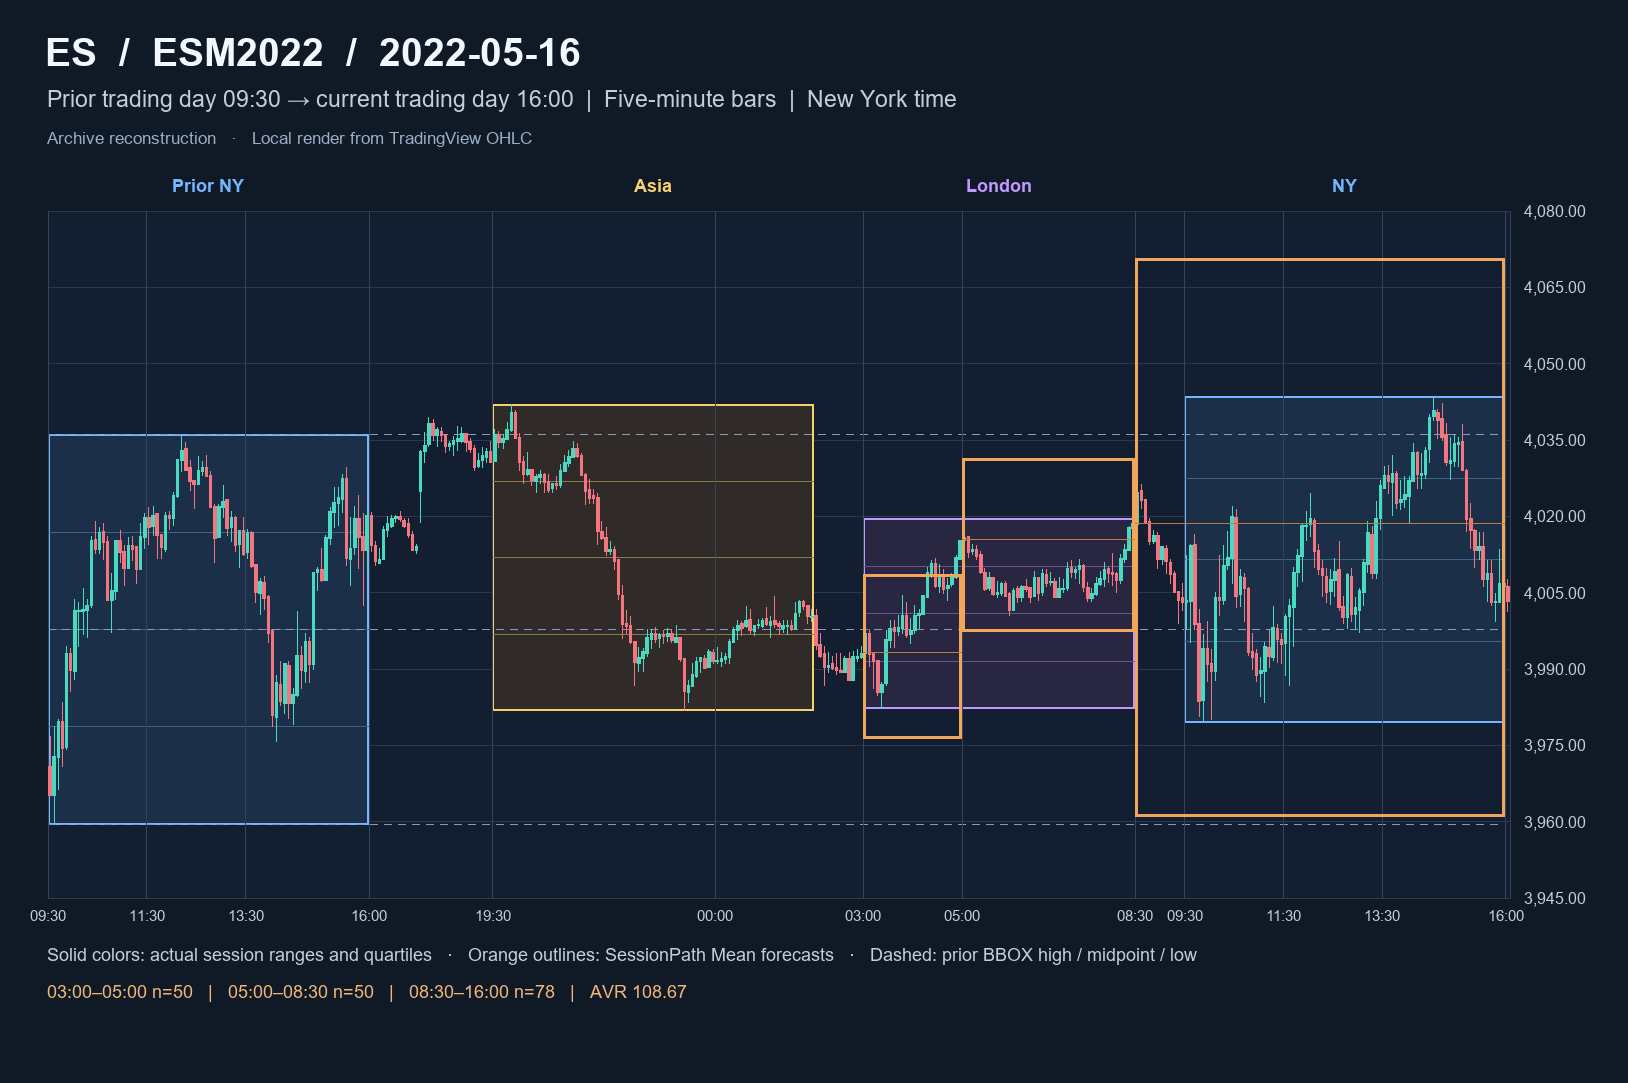 ES / ESM2022 / 2022-05-16
Prior trading day 09:30 → current trading day 16:00 | Five-minute bars | New York time
Archive reconstruction · Local render from TradingView OHLC
Prior NY Asia London NY
4,080.00
4,065.00
4,050.00
4,035.00
4,020.00
4,005.00
3,990.00
3,975.00
3,960.00
3,945.00
09:30 11:30 13:30 16:00 19:30 00:00 03:00 05:00 08:30 09:30 11:30 13:30 16:00
Solid colors: actual session ranges and quartiles · Orange outlines: SessionPath Mean forecasts · Dashed: prior BBOX high / midpoint / low
03:00–05:00 n=50 | 05:00–08:30 n=50 | 08:30–16:00 n=78 | AVR 108.67